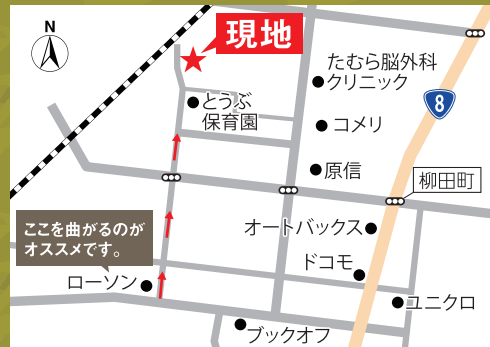 N
現地
たむら脳外科
クリニック
とうぶ
保育園
8
コメリ
原信
柳田町
ここを曲がるのが
オススメです。
オートバックス
ドコモ
ローソン
ユニクロ
ブックオフ